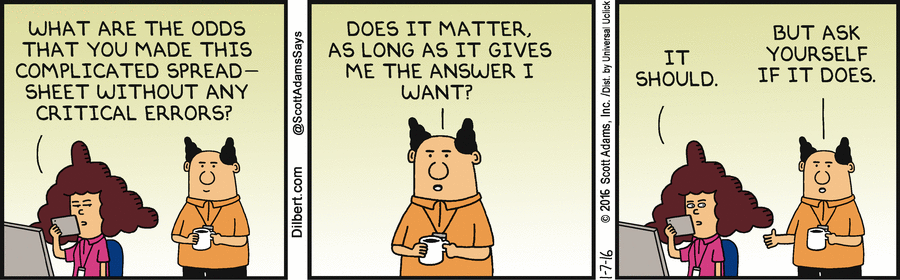 WHAT ARE THE ODDS
THAT YOU MADE THIS
COMPLICATED SPREAD–
SHEET WITHOUT ANY
CRITICAL ERRORS?
Dilbert.com @ScottAdamsSays
DOES IT MATTER,
AS LONG AS IT GIVES
ME THE ANSWER I
WANT?
1-7-16 © 2016 Scott Adams, Inc. /Dist. by Universal Uclick
IT
SHOULD.
BUT ASK
YOURSELF
IF IT DOES.